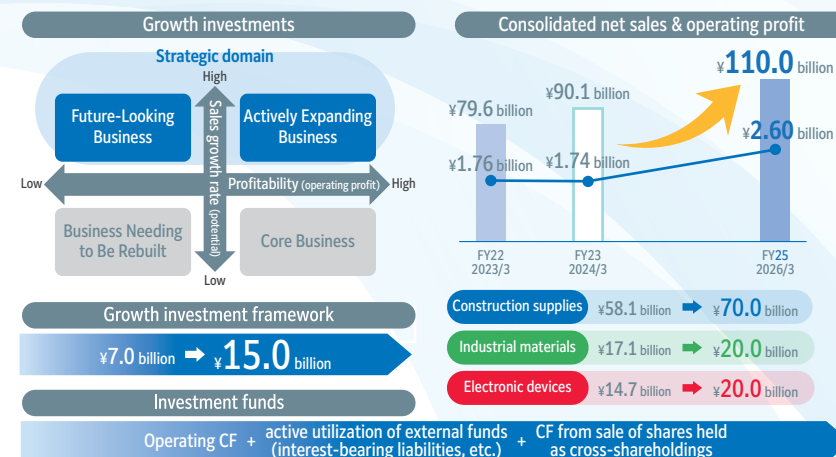 Growth investments
Strategic domain
High
Future-Looking
Business
Actively Expanding
Business
Sales growth rate (potential)
Low
Profitability (operating profit)
High
Business Needing
to Be Rebuilt
Core Business
Low
Growth investment framework
¥7.0 billion ¥15.0 billion
Investment funds
Operating CF + active utilization of external funds
(interest-bearing liabilities, etc.) + CF from sale of shares held
as cross-shareholdings
Consolidated net sales & operating profit
¥110.0 billion
¥90.1 billion
¥79.6 billion
¥2.60 billion
¥1.76 billion
¥1.74 billion
FY22
2023/3
FY23
2024/3
FY25
2026/3
Construction supplies ¥58.1 billion ¥70.0 billion
Industrial materials ¥17.1 billion ¥20.0 billion
Electronic devices ¥14.7 billion ¥20.0 billion